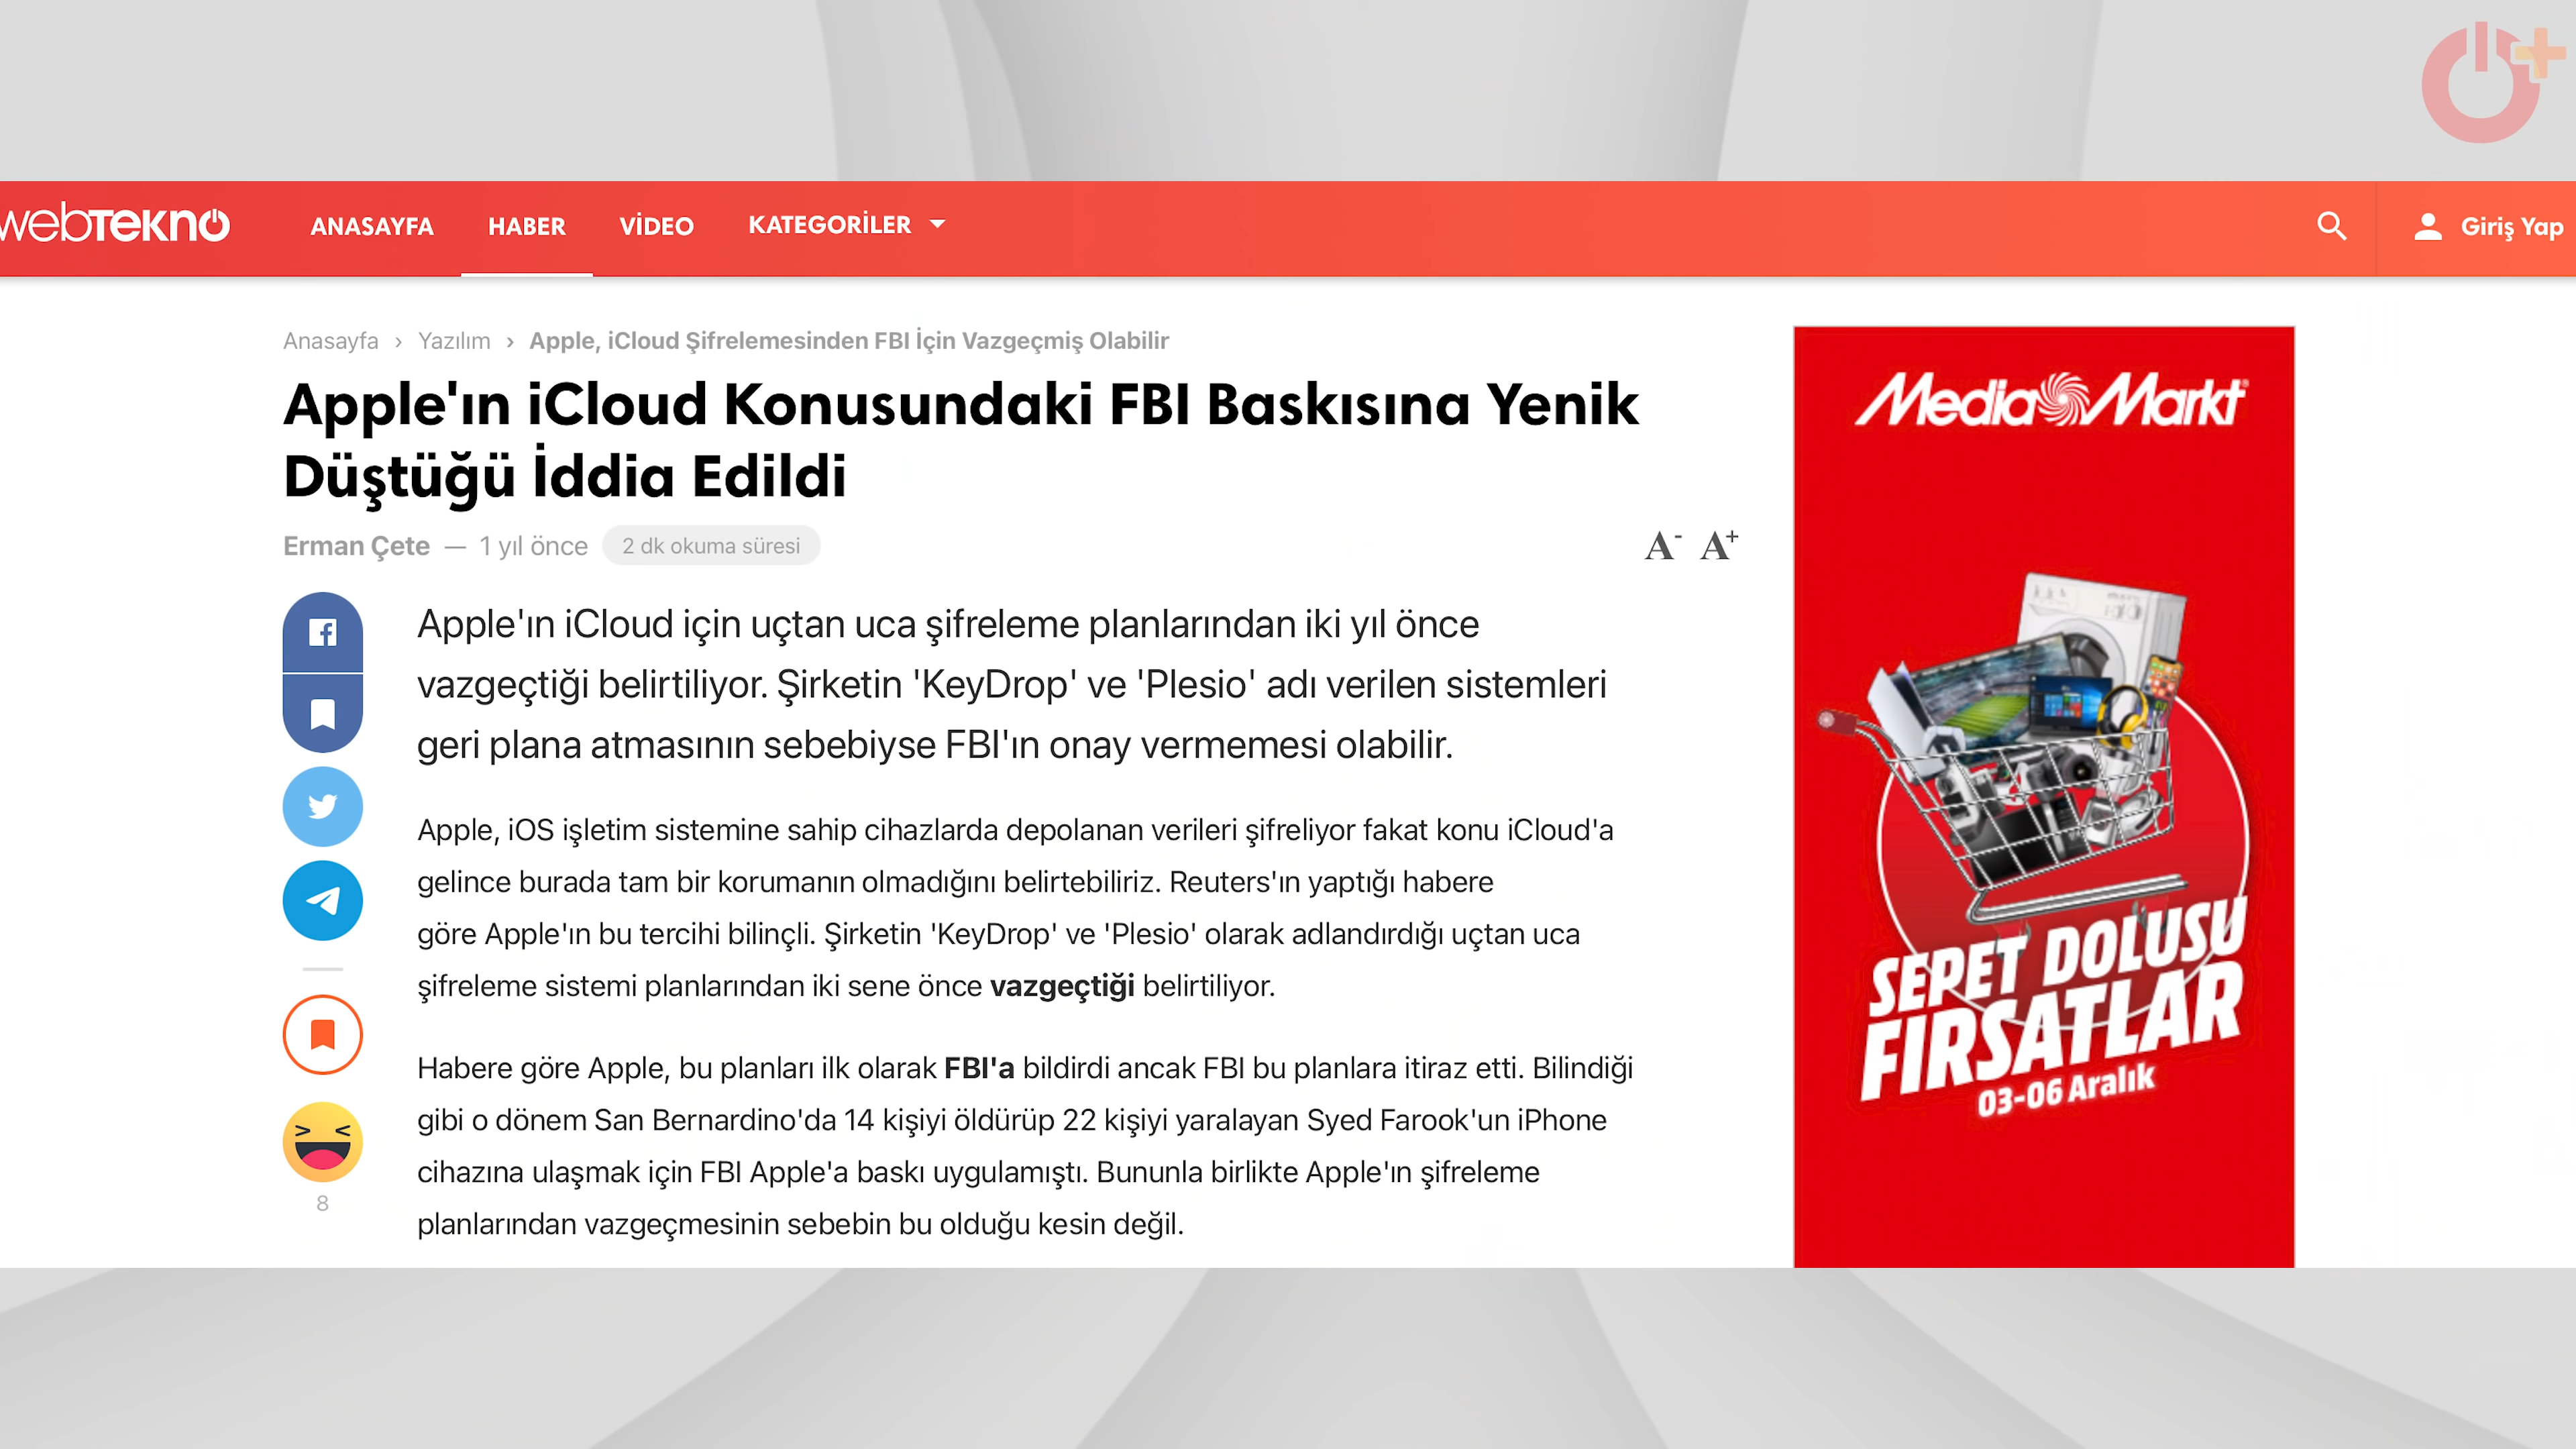 webTEKNO
ANASAYFA
HABER
VİDEO
KATEGORİLER
Giriş Yap
Anasayfa › Yazılım › Apple, iCloud Şifrelemesinden FBI İçin Vazgeçmiş Olabilir
Apple'ın iCloud Konusundaki FBI Baskısına Yenik
Düştüğü İddia Edildi
Erman Çete — 1 yıl önce 2 dk okuma süresi
A- A+
Apple'ın iCloud için uçtan uca şifreleme planlarından iki yıl önce
vazgeçtiği belirtiliyor. Şirketin 'KeyDrop' ve 'Plesio' adı verilen sistemleri
geri plana atmasının sebebiyse FBI'ın onay vermemesi olabilir.
Apple, iOS işletim sistemine sahip cihazlarda depolanan verileri şifreliyor fakat konu iCloud'a
gelince burada tam bir korumanın olmadığını belirtebiliriz. Reuters'ın yaptığı habere
göre Apple'ın bu tercihi bilinçli. Şirketin 'KeyDrop' ve 'Plesio' olarak adlandırdığı uçtan uca
şifreleme sistemi planlarından iki sene önce vazgeçtiği belirtiliyor.
Habere göre Apple, bu planları ilk olarak FBI'a bildirdi ancak FBI bu planlara itiraz etti. Bilindiği
gibi o dönem San Bernardino'da 14 kişiyi öldürüp 22 kişiyi yaralayan Syed Farook'un iPhone
cihazına ulaşmak için FBI Apple'a baskı uygulamıştı. Bununla birlikte Apple'ın şifreleme
planlarından vazgeçmesinin sebebin bu olduğu kesin değil.
8
MediaMarkt
SEPET DOLUSU
FIRSATLAR
03-06 Aralık